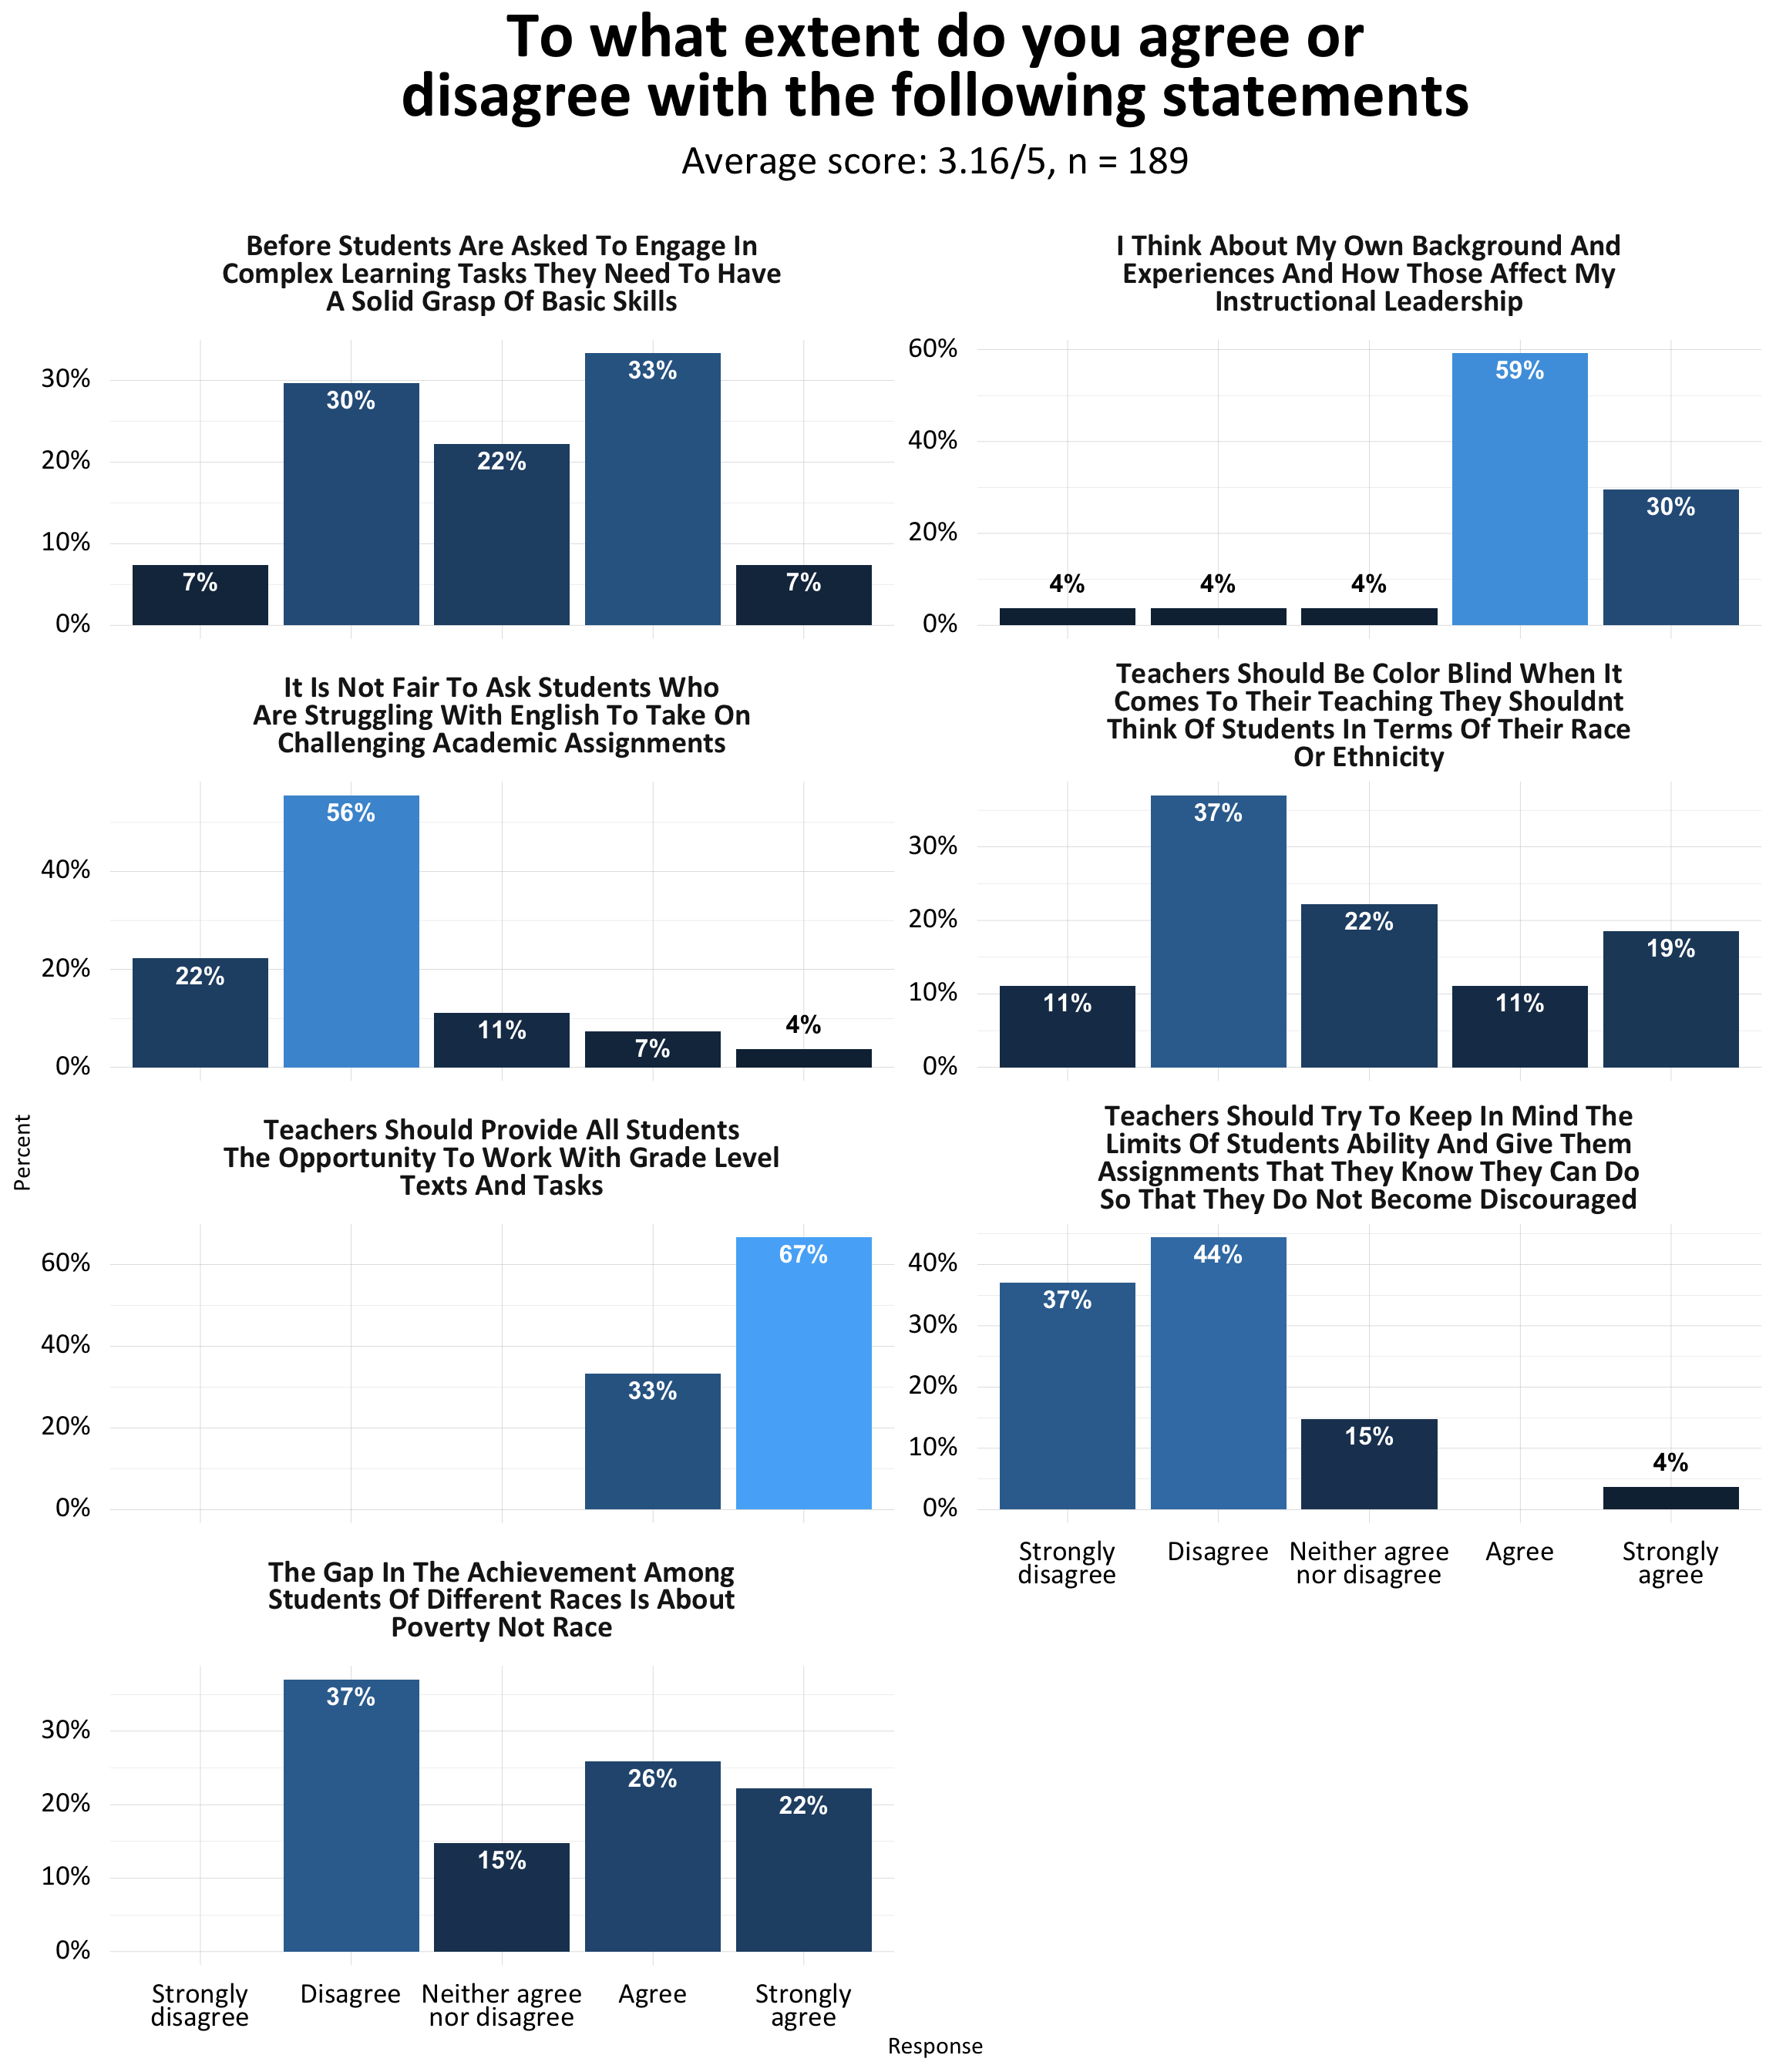 To what extent do you agree or
disagree with the following statements
Average score: 3.16/5, n = 189
Before Students Are Asked To Engage In
Complex Learning Tasks They Need To Have
A Solid Grasp Of Basic Skills
30%
20%
10%
0%
7%
30%
22%
33%
7%
I Think About My Own Background And
Experiences And How Those Affect My
Instructional Leadership
60%
40%
20%
0%
4%
4%
4%
59%
30%
It Is Not Fair To Ask Students Who
Are Struggling With English To Take On
Challenging Academic Assignments
40%
20%
0%
22%
56%
11%
7%
4%
Teachers Should Be Color Blind When It
Comes To Their Teaching They Shouldnt
Think Of Students In Terms Of Their Race
Or Ethnicity
30%
20%
10%
0%
11%
37%
22%
11%
19%
Percent
Teachers Should Provide All Students
The Opportunity To Work With Grade Level
Texts And Tasks
60%
40%
20%
0%
33%
67%
Teachers Should Try To Keep In Mind The
Limits Of Students Ability And Give Them
Assignments That They Know They Can Do
So That They Do Not Become Discouraged
40%
30%
20%
10%
0%
37%
44%
15%
4%
Strongly
disagree
Disagree
Neither agree
nor disagree
Agree
Strongly
agree
The Gap In The Achievement Among
Students Of Different Races Is About
Poverty Not Race
30%
20%
10%
0%
37%
15%
26%
22%
Strongly
disagree
Disagree
Neither agree
nor disagree
Agree
Strongly
agree
Response